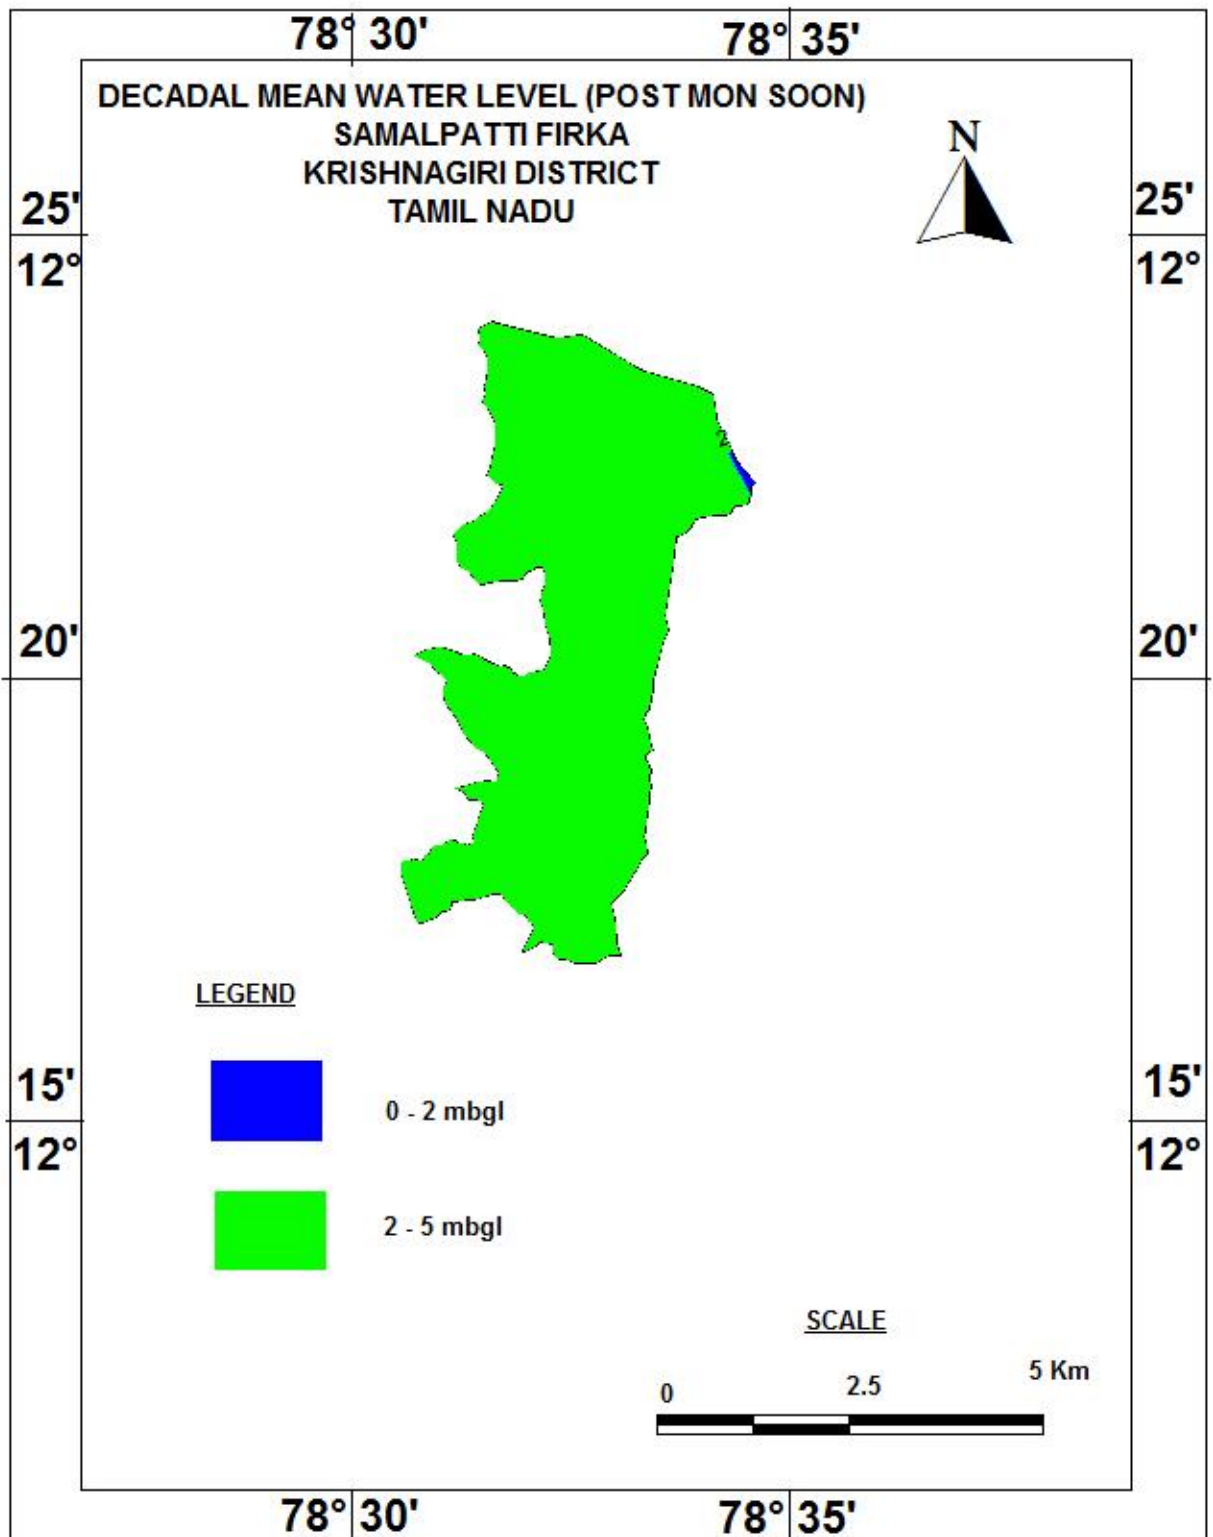 78° 30' 78° 35'
DECADAL MEAN WATER LEVEL (POST MON SOON)
SAMALPATTI FIRKA
KRISHNAGIRI DISTRICT
TAMIL NADU
N
25' 25'
12° 12°
2
20' 20'
LEGEND
15' 15'
0 - 2 mbgl
12° 12°
2 - 5 mbgl
SCALE
0 2.5 5 Km
78° 30' 78° 35'